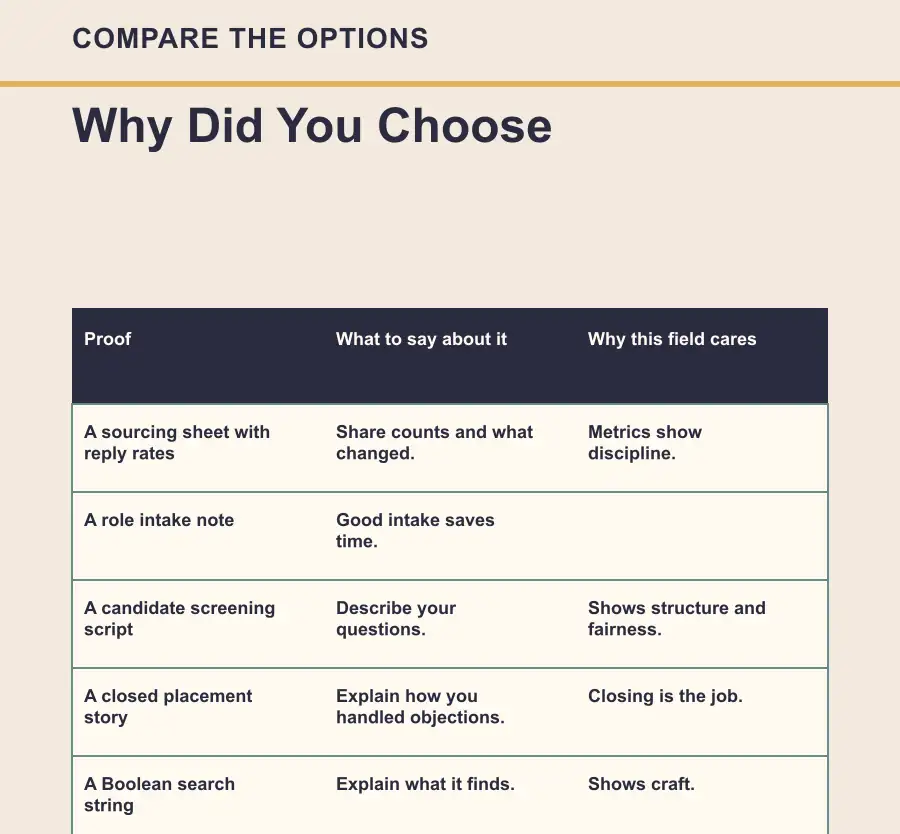 COMPARE THE OPTIONS
Why Did You Choose
Proof
What to say about it
Why this field cares
A sourcing sheet with
reply rates
Share counts and what
changed.
Metrics show
discipline.
A role intake note
Good intake saves
time.
A candidate screening
script
Describe your
questions.
Shows structure and
fairness.
A closed placement
story
Explain how you
handled objections.
Closing is the job.
A Boolean search
string
Explain what it finds.
Shows craft.